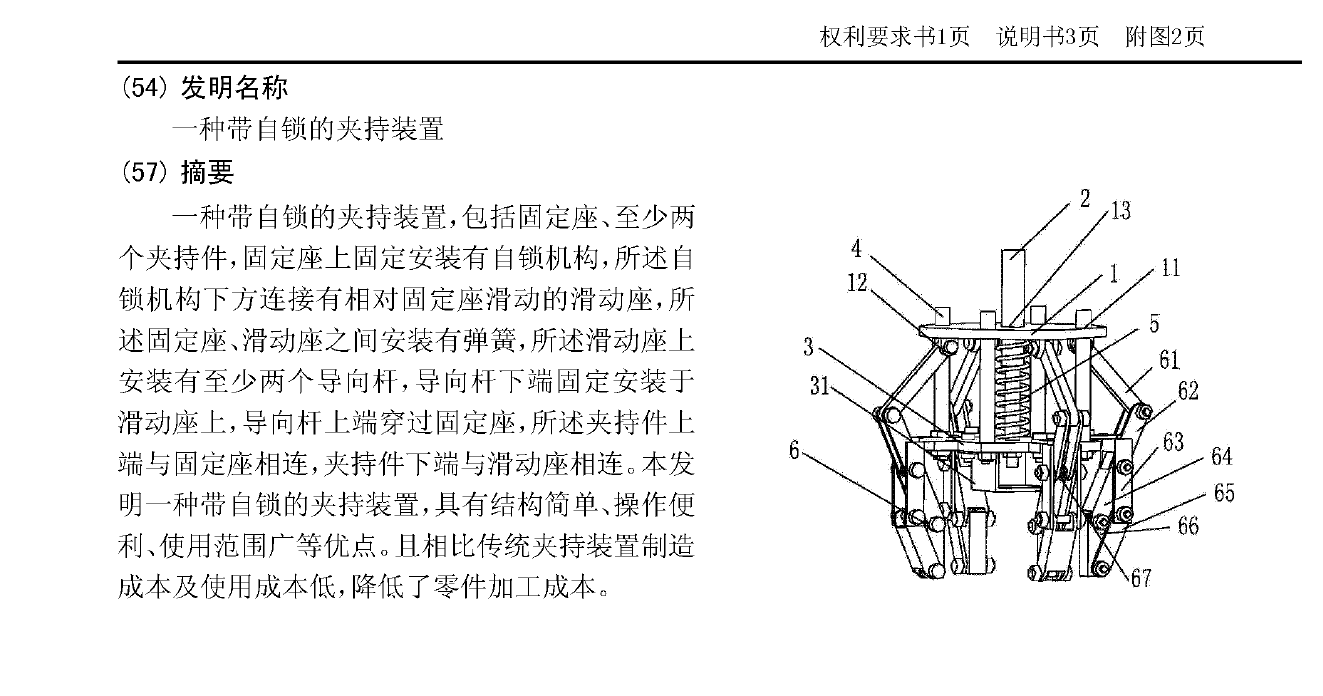 权利要求书1页 说明书3页 附图2页
(54) 发明名称
一种带自锁的夹持装置
(57) 摘要
一种带自锁的夹持装置,包括固定座、至少两
个夹持件,固定座上固定安装有自锁机构,所述自
锁机构下方连接有相对固定座滑动的滑动座,所
述固定座、滑动座之间安装有弹簧,所述滑动座上
安装有至少两个导向杆,导向杆下端固定安装于
滑动座上,导向杆上端穿过固定座,所述夹持件上
端与固定座相连,夹持件下端与滑动座相连。本发
明一种带自锁的夹持装置,具有结构简单、操作便
利、使用范围广等优点。且相比传统夹持装置制造
成本及使用成本低,降低了零件加工成本。
2
13
4
12
1
11
5
3
31
61
62
6
63
64
65
66
67